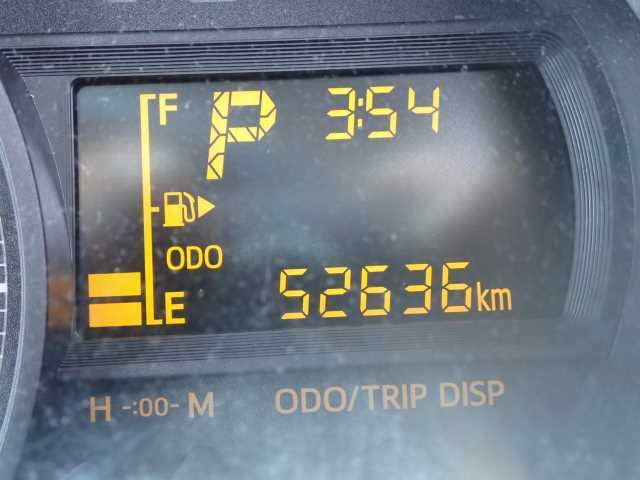 F P 3:54
ODO
E 52636km
H -:00- M ODO/TRIP DISP